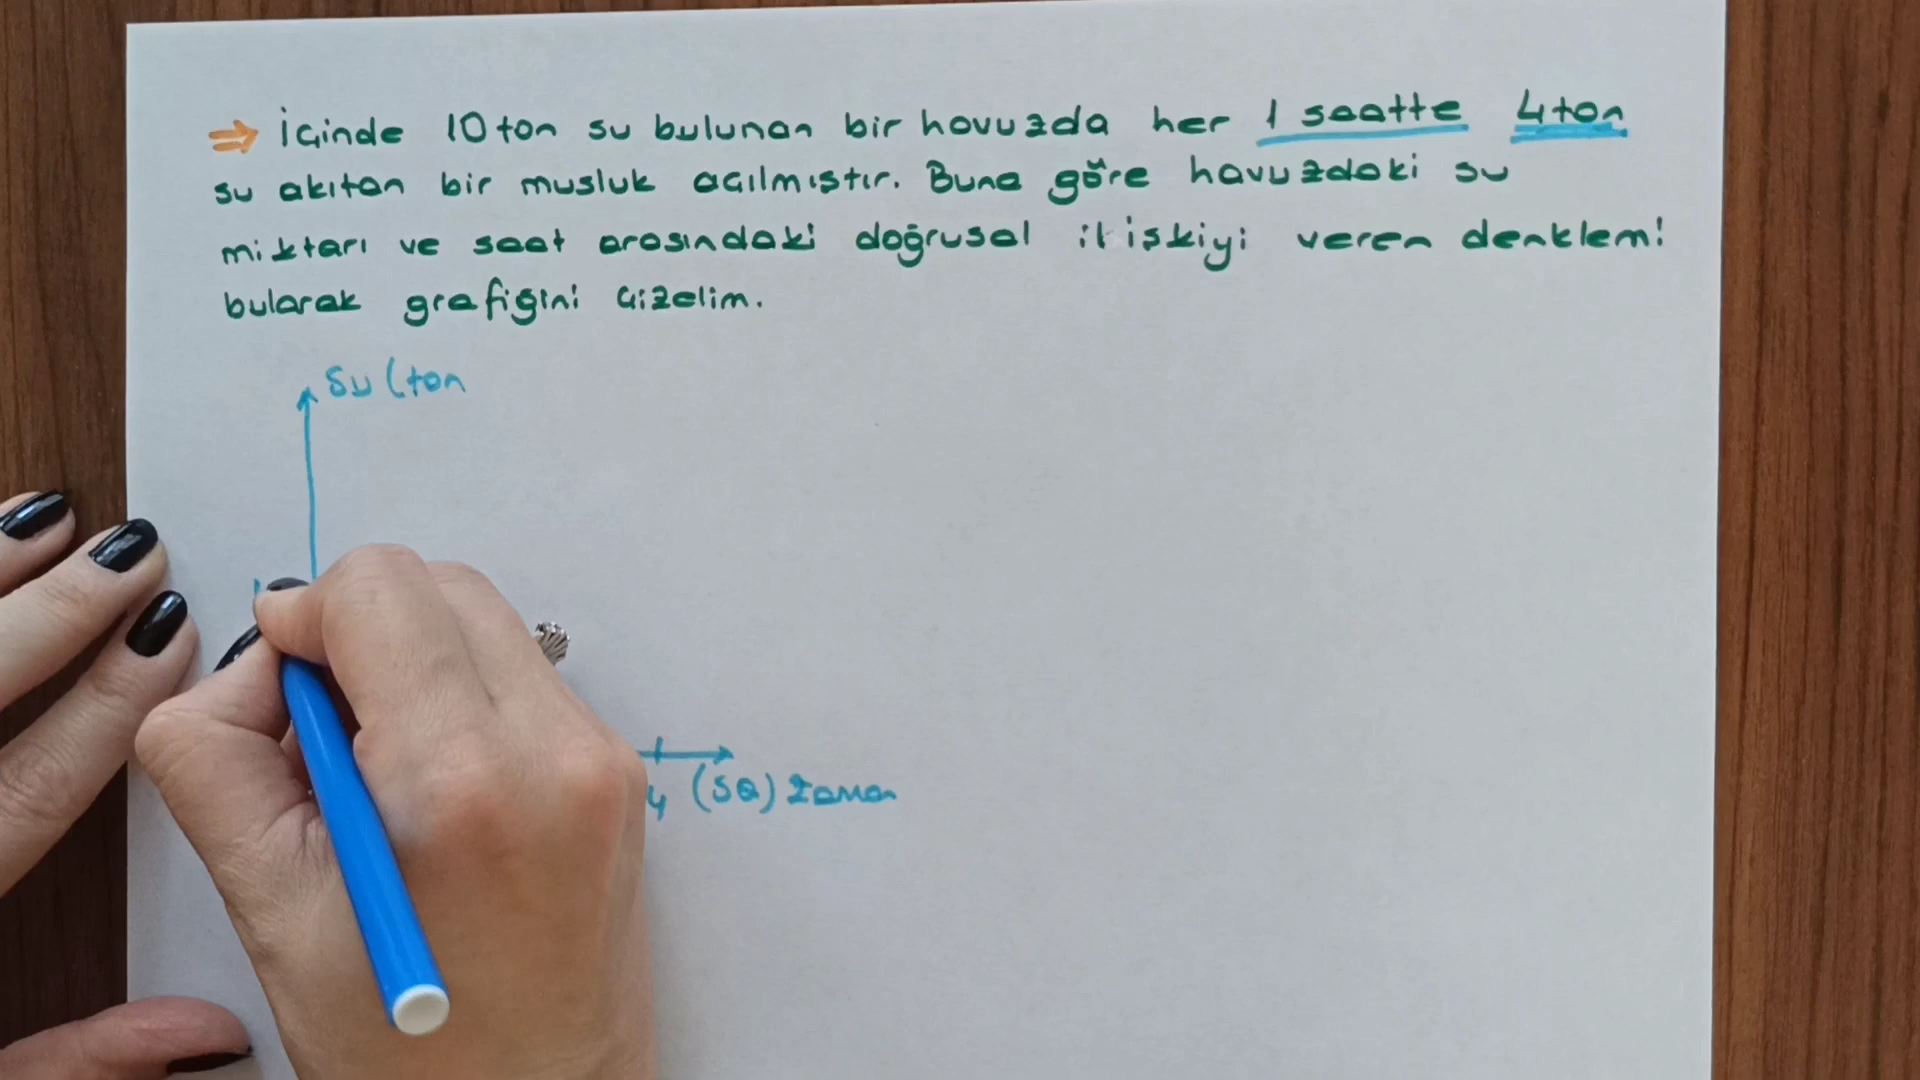 ⇒ İçinde 10 ton su bulunan bir havuzda her 1 saatte 4 ton
su akıtan bir musluk açılmıştır. Buna göre havuzdaki su
miktarı ve saat arasındaki doğrusal ilişkiyi veren denklemi
bularak grafiğini çizelim.
Su (ton
4 (sa) zaman